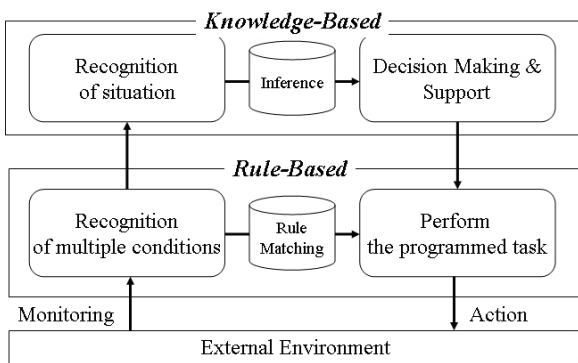 Knowledge-Based
Recognition
of situation
Inference
Decision Making &
Support
Rule-Based
Recognition
of multiple conditions
Rule
Matching
Perform
the programmed task
Monitoring
Action
External Environment